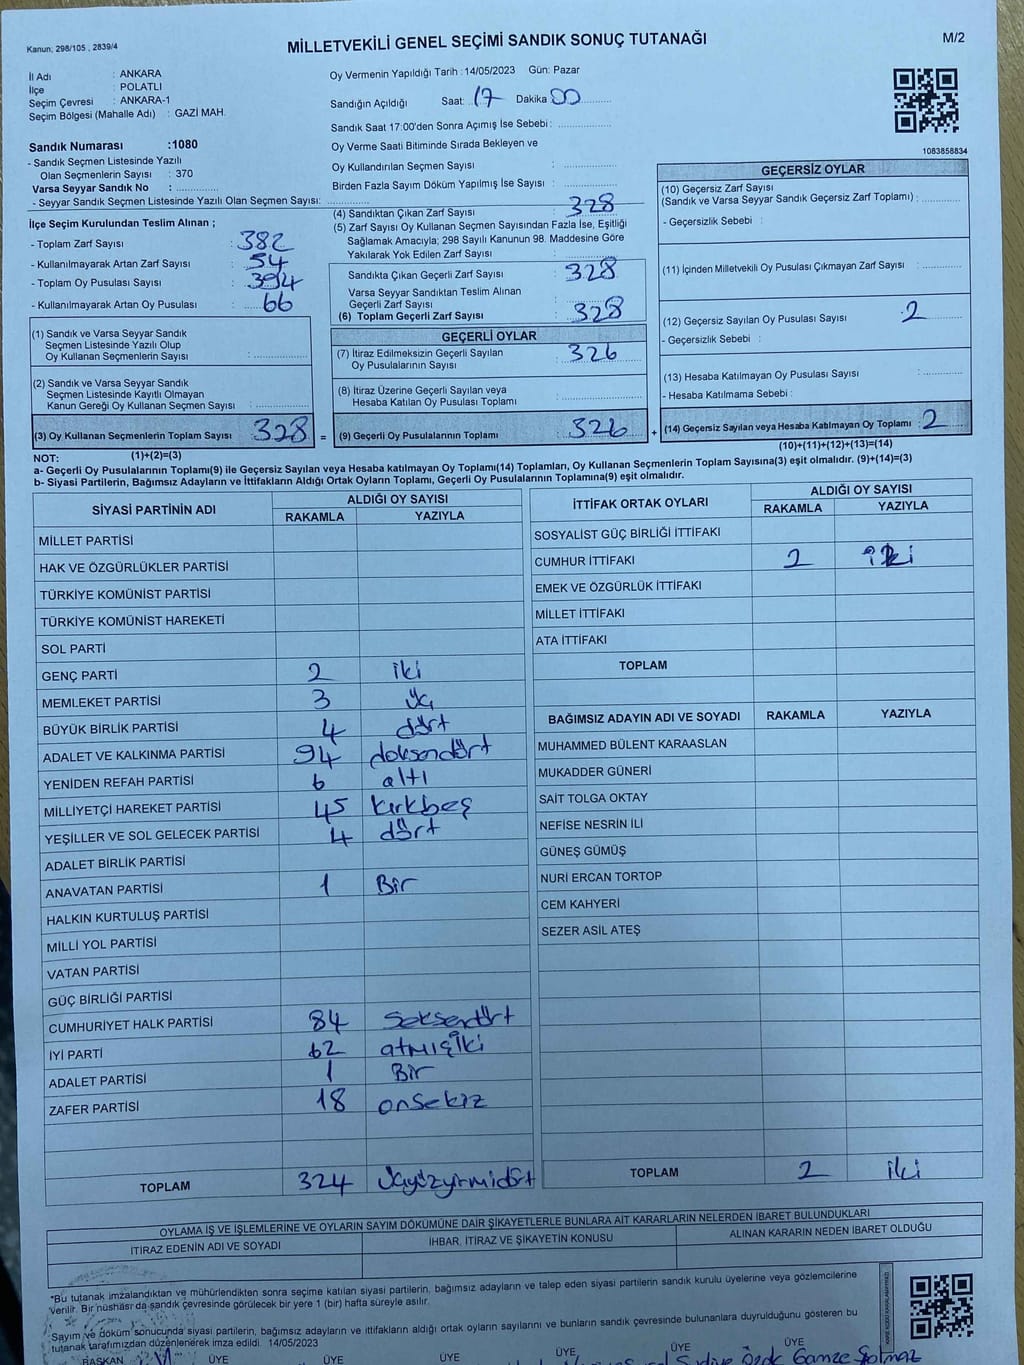 Kanun; 298/105 , 2839/4
MİLLETVEKİLİ GENEL SEÇİMİ SANDIK SONUÇ TUTANAĞI
M/2
İl Adı : ANKARA
İlçe : POLATLI
Seçim Çevresi : ANKARA-1
Seçim Bölgesi (Mahalle Adı) : GAZİ MAH.
Sandık Numarası :1080
- Sandık Seçmen Listesinde Yazılı
Olan Seçmenlerin Sayısı : 370
Varsa Seyyar Sandık No :
- Seyyar Sandık Seçmen Listesinde Yazılı Olan Seçmen Sayısı:
İlçe Seçim Kurulundan Teslim Alınan ;
- Toplam Zarf Sayısı : 382
- Kullanılmayarak Artan Zarf Sayısı : 54
- Toplam Oy Pusulası Sayısı : 394
- Kullanılmayarak Artan Oy Pusulası : 66
(1) Sandık ve Varsa Seyyar Sandık
Seçmen Listesinde Yazılı Olup
Oy Kullanan Seçmenlerin Sayısı :
(2) Sandık ve Varsa Seyyar Sandık
Seçmen Listesinde Kayıtlı Olmayan
Kanun Gereği Oy Kullanan Seçmen Sayısı :
(3) Oy Kullanan Seçmenlerin Toplam Sayısı : 328 =
(1)+(2)=(3)
Oy Vermenin Yapıldığı Tarih : 14/05/2023 Gün: Pazar
Sandığın Açıldığı Saat: 17 Dakika 00
Sandık Saat 17:00'den Sonra Açımış İse Sebebi :
Oy Verme Saati Bitiminde Sırada Bekleyen ve
Oy Kullandırılan Seçmen Sayısı :
Birden Fazla Sayım Döküm Yapılmış İse Sayısı :
(4) Sandıktan Çıkan Zarf Sayısı : 328
(5) Zarf Sayısı Oy Kullanan Seçmen Sayısından Fazla İse, Eşitliği
Sağlamak Amacıyla; 298 Sayılı Kanunun 98. Maddesine Göre
Yakılarak Yok Edilen Zarf Sayısı :
Sandıkta Çıkan Geçerli Zarf Sayısı : 328
Varsa Seyyar Sandıktan Teslim Alınan
Geçerli Zarf Sayısı :
(6) Toplam Geçerli Zarf Sayısı : 328
GEÇERLİ OYLAR
(7) İtiraz Edilmeksizin Geçerli Sayılan
Oy Pusulalarının Sayısı : 326
(8) İtiraz Üzerine Geçerli Sayılan veya
Hesaba Katılan Oy Pusulası Toplamı :
(9) Geçerli Oy Pusulalarının Toplamı : 326 +
1083858834
GEÇERSİZ OYLAR
(10) Geçersiz Zarf Sayısı
(Sandık ve Varsa Seyyar Sandık Geçersiz Zarf Toplamı) :
- Geçersizlik Sebebi :
(11) İçinden Milletvekili Oy Pusulası Çıkmayan Zarf Sayısı :
(12) Geçersiz Sayılan Oy Pusulası Sayısı : 2
- Geçersizlik Sebebi :
(13) Hesaba Katılmayan Oy Pusulası Sayısı :
- Hesaba Katılmama Sebebi :
(14) Geçersiz Sayılan veya Hesaba Katılmayan Oy Toplamı : 2
(10)+(11)+(12)+(13)=(14)
NOT:
a- Geçerli Oy Pusulalarının Toplamı(9) ile Geçersiz Sayılan veya Hesaba katılmayan Oy Toplamı(14) Toplamları, Oy Kullanan Seçmenlerin Toplam Sayısına(3) eşit olmalıdır. (9)+(14)=(3)
b- Siyasi Partilerin, Bağımsız Adayların ve İttifakların Aldığı Ortak Oyların Toplamı, Geçerli Oy Pusulalarının Toplamına(9) eşit olmalıdır.
SİYASİ PARTİNİN ADI ALDIĞI OY SAYISI
RAKAMLA YAZIYLA
MİLLET PARTİSİ
HAK VE ÖZGÜRLÜKLER PARTİSİ
TÜRKİYE KOMÜNİST PARTİSİ
TÜRKİYE KOMÜNİST HAREKETİ
SOL PARTİ
GENÇ PARTİ 2 iki
MEMLEKET PARTİSİ 3 üç
BÜYÜK BİRLİK PARTİSİ 4 dört
ADALET VE KALKINMA PARTİSİ 94 doksandört
YENİDEN REFAH PARTİSİ 6 altı
MİLLİYETÇİ HAREKET PARTİSİ 45 kırkbeş
YEŞİLLER VE SOL GELECEK PARTİSİ 4 dört
ADALET BİRLİK PARTİSİ
ANAVATAN PARTİSİ 1 Bir
HALKIN KURTULUŞ PARTİSİ
MİLLİ YOL PARTİSİ
VATAN PARTİSİ
GÜÇ BİRLİĞİ PARTİSİ
CUMHURİYET HALK PARTİSİ 84 seksendört
İYİ PARTİ 62 atmışiki
ADALET PARTİSİ 1 Bir
ZAFER PARTİSİ 18 onsekiz
TOPLAM 324 üçyüzyirmidört
İTTİFAK ORTAK OYLARI ALDIĞI OY SAYISI
RAKAMLA YAZIYLA
SOSYALİST GÜÇ BİRLİĞİ İTTİFAKI
CUMHUR İTTİFAKI 2 iki
EMEK VE ÖZGÜRLÜK İTTİFAKI
MİLLET İTTİFAKI
ATA İTTİFAKI
TOPLAM
BAĞIMSIZ ADAYIN ADI VE SOYADI RAKAMLA YAZIYLA
MUHAMMED BÜLENT KARAASLAN
MUKADDER GÜNERİ
SAİT TOLGA OKTAY
NEFİSE NESRİN İLİ
GÜNEŞ GÜMÜŞ
NURİ ERCAN TORTOP
CEM KAHYERİ
SEZER ASİL ATEŞ
TOPLAM 2 iki
OYLAMA İŞ VE İŞLEMLERİNE VE OYLARIN SAYIM DÖKÜMÜNE DAİR ŞİKAYETLERLE BUNLARA AİT KARARLARIN NELERDEN İBARET BULUNDUKLARI
İTİRAZ EDENİN ADI VE SOYADI İHBAR. İTİRAZ VE ŞİKAYETİN KONUSU ALINAN KARARIN NEDEN İBARET OLDUĞU
*Bu tutanak imzalandıktan ve mühürlendikten sonra seçime katılan siyasi partilerin, bağımsız adayların ve talep eden siyasi partilerin sandık kurulu üyelerine veya gözlemcilerine
verilir. Bir nüshası da sandık çevresinde görülecek bir yere 1 (bir) hafta süreyle asılır.
Sayım ve döküm sonucunda siyasi partilerin, bağımsız adayların ve ittifakların aldığı ortak oyların sayılarını ve bunların sandık çevresinde bulunanlara duyrulduğunu gösteren bu
tutanak tarafımızdan düzenlenerek imza edildi. 14/05/2023
BAŞKAN ÜYE ÜYE ÜYE ÜYE ÜYE
Gamze